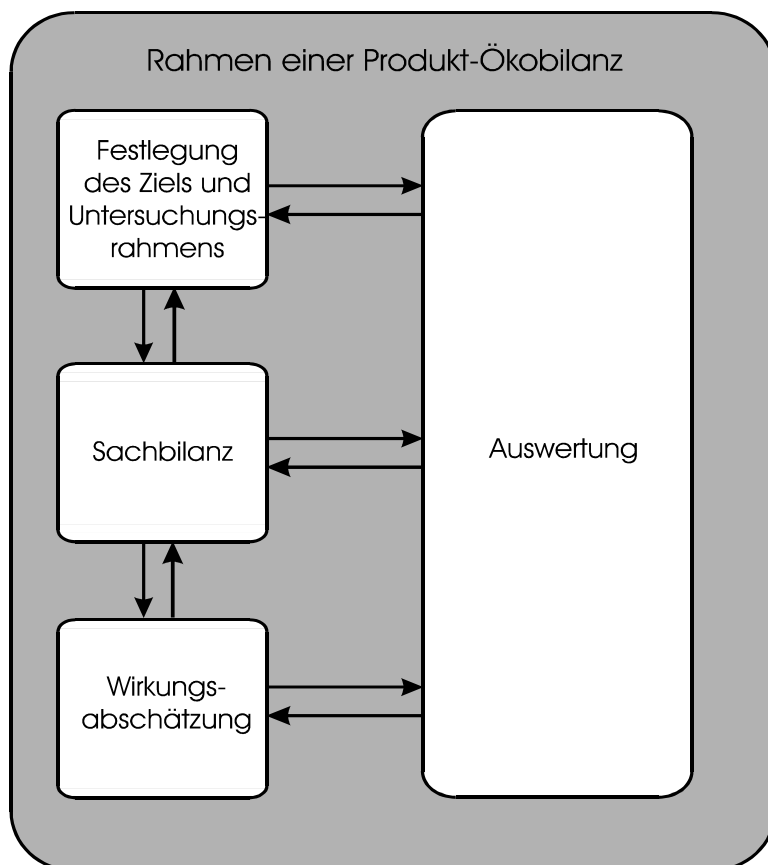 Rahmen einer Produkt-Ökobilanz
Festlegung
des Ziels und
Untersuchungs-
rahmens
Sachbilanz
Auswertung
Wirkungs-
abschätzung